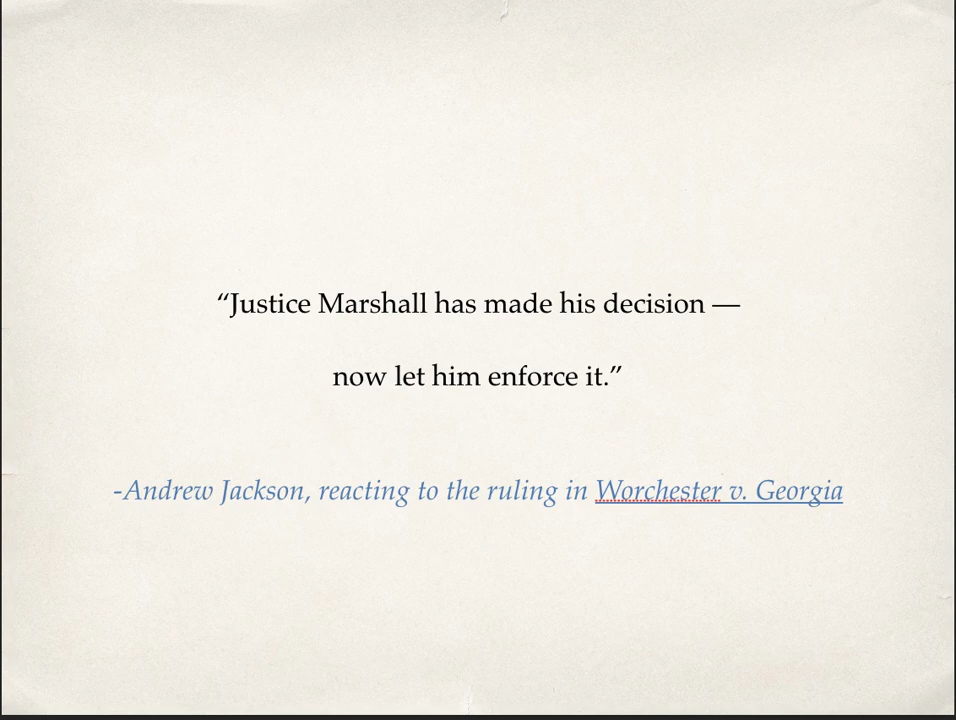 “Justice Marshall has made his decision —
now let him enforce it.”
-Andrew Jackson, reacting to the ruling in Worchester v. Georgia